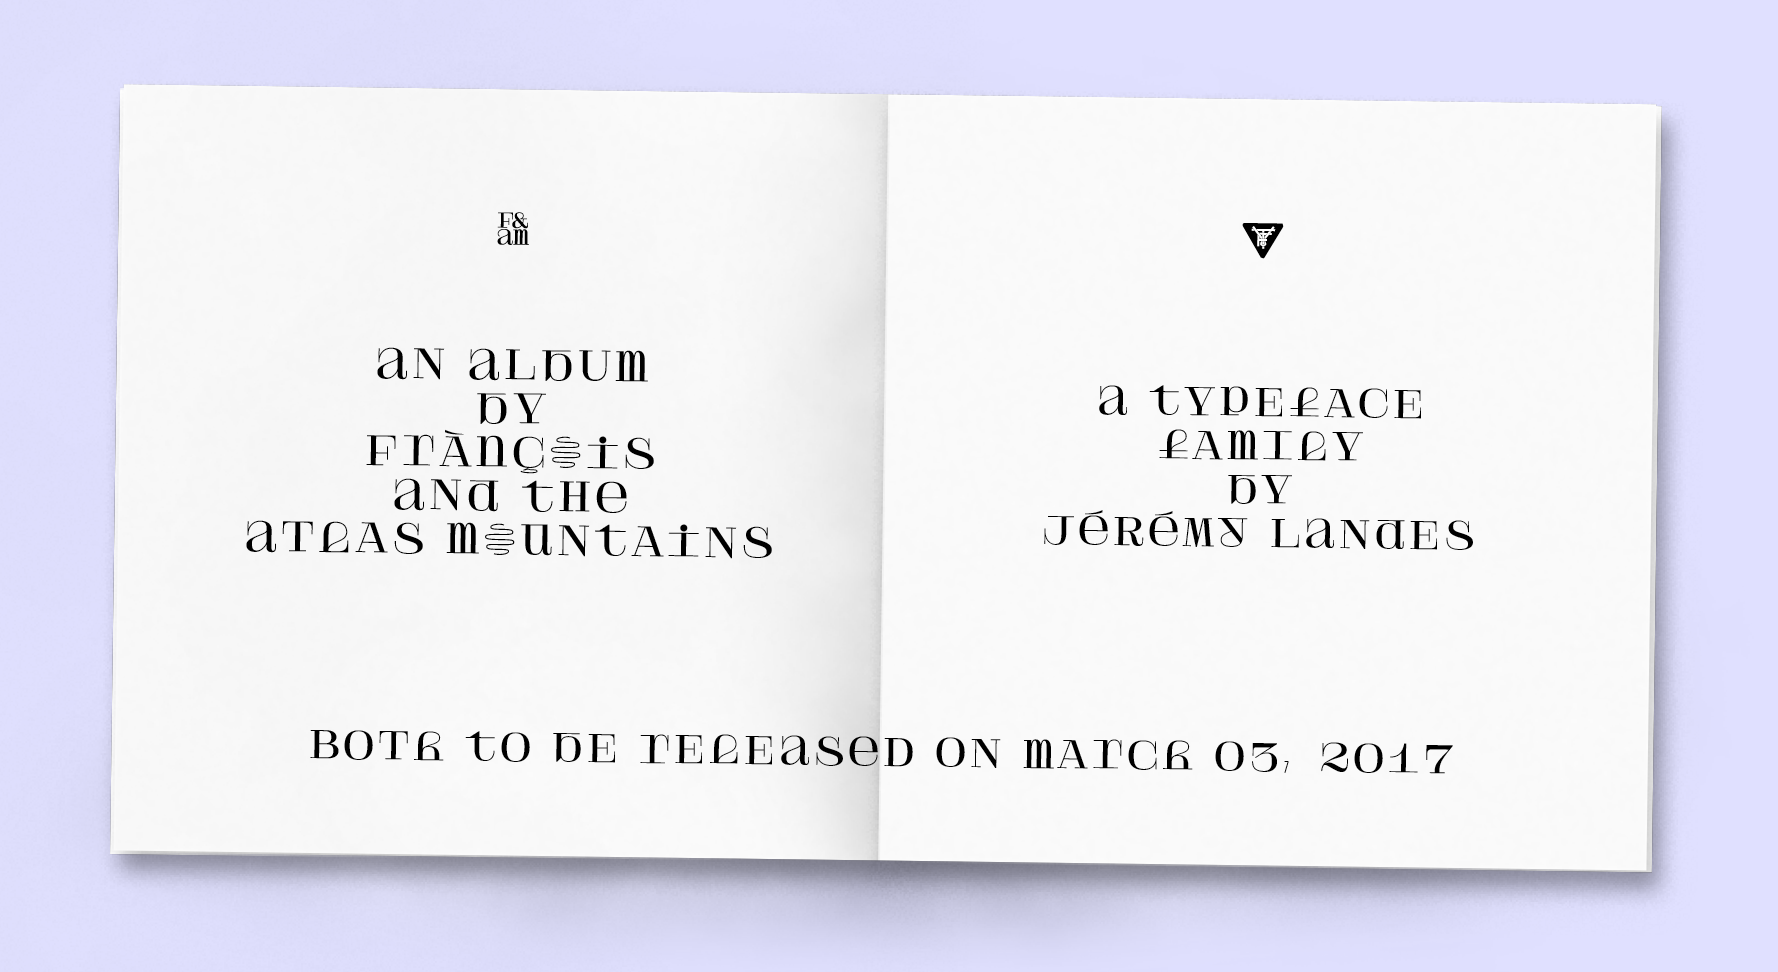 F&
am
aN aLbUm
bY
FrÀnÇois
aNd tHe
aTLAS mountAiNS
a tYpEfACE
fAmILY
bY
JéRéMy LaNdES
BOTh tO bE rELEaSeD ON mArCh 03, 2017